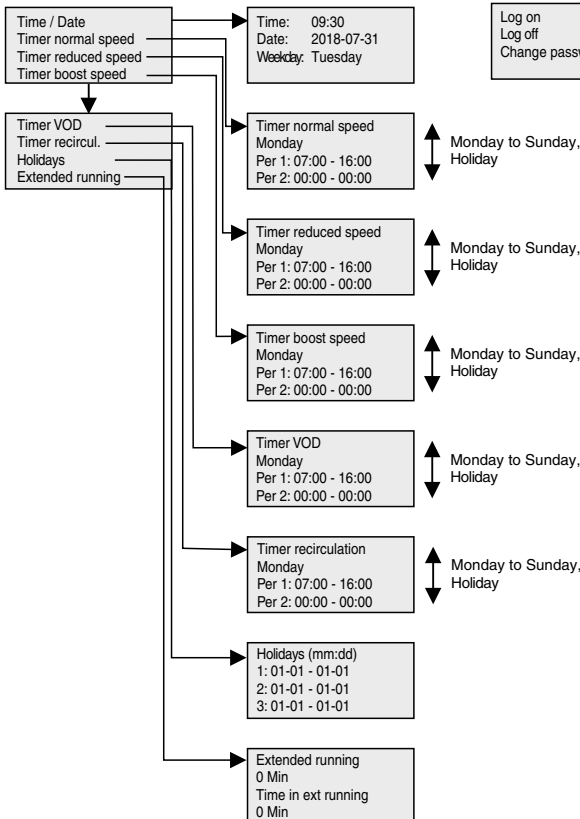 Time / Date
Timer normal speed
Timer reduced speed
Timer boost speed
Time: 09:30
Date: 2018-07-31
Weekday: Tuesday
Log on
Log off
Change
Timer VOD
Timer recircul.
Holidays
Extended running
Timer normal speed
Monday
Per 1: 07:00 - 16:00
Per 2: 00:00 - 00:00
Monday to Sunday,
Holiday
Timer reduced speed
Monday
Per 1: 07:00 - 16:00
Per 2: 00:00 - 00:00
Monday to Sunday,
Holiday
Timer boost speed
Monday
Per 1: 07:00 - 16:00
Per 2: 00:00 - 00:00
Monday to Sunday,
Holiday
Timer VOD
Monday
Per 1: 07:00 - 16:00
Per 2: 00:00 - 00:00
Monday to Sunday,
Holiday
Timer recirculation
Monday
Per 1: 07:00 - 16:00
Per 2: 00:00 - 00:00
Monday to Sunday,
Holiday
Holidays (mm:dd)
1: 01-01 - 01-01
2: 01-01 - 01-01
3: 01-01 - 01-01
Extended running
0 Min
Time in ext running
0 Min